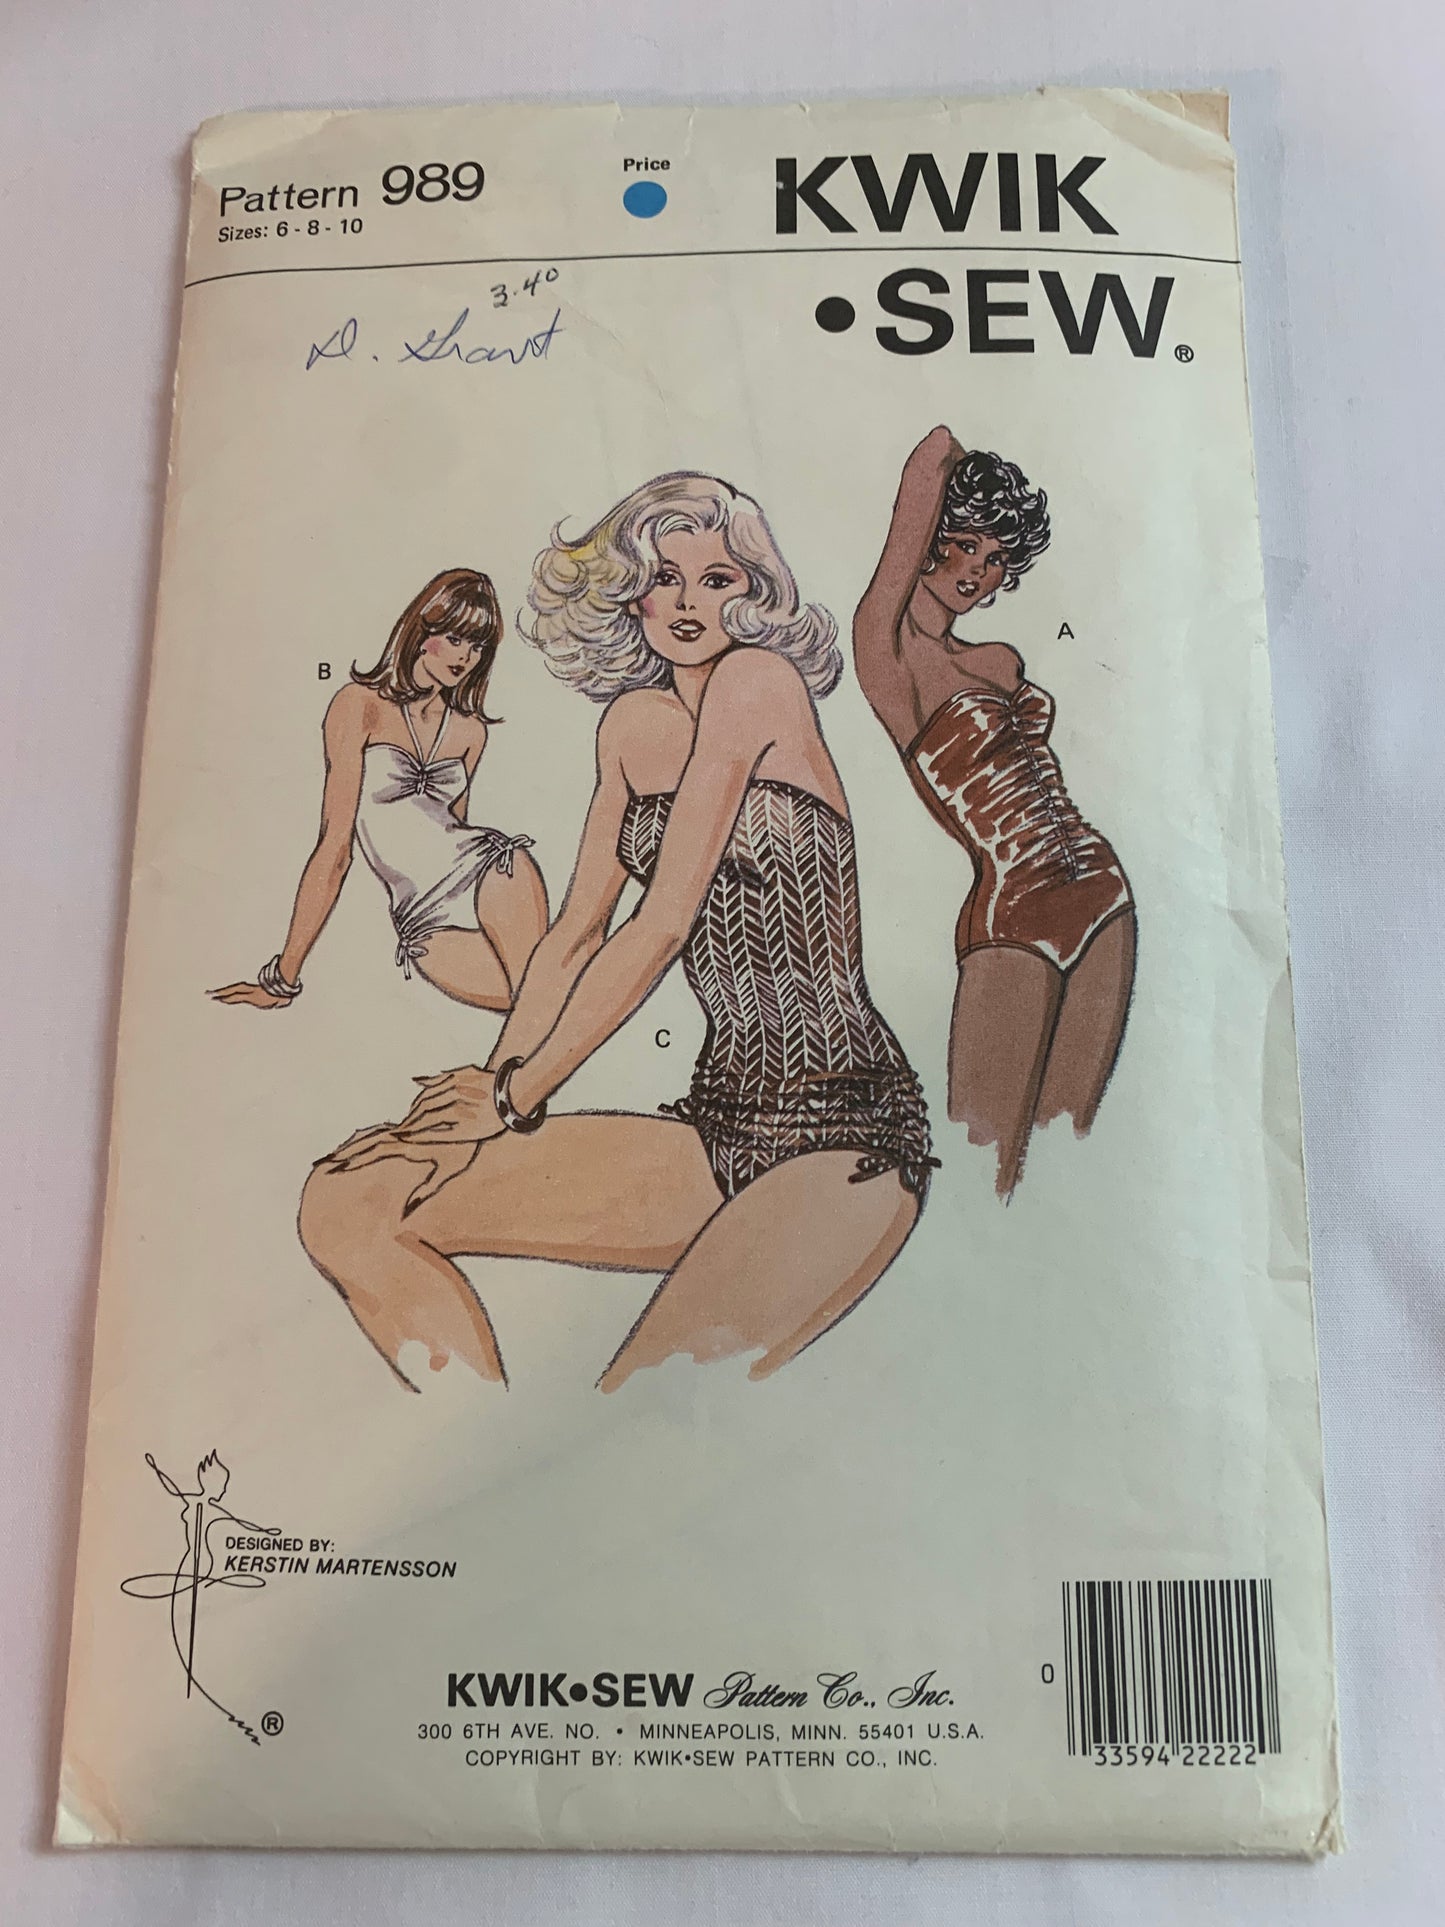 Pattern 989
Sizes: 6 - 8 - 10
Price
KWIK
•SEW®
3.40
D. Grant
A
B
C
DESIGNED BY:
KERSTIN MARTENSSON
®
KWIK•SEW Pattern Co., Inc.
300 6TH AVE. NO. • MINNEAPOLIS, MINN. 55401 U.S.A.
COPYRIGHT BY: KWIK•SEW PATTERN CO., INC.
0 33594 22222